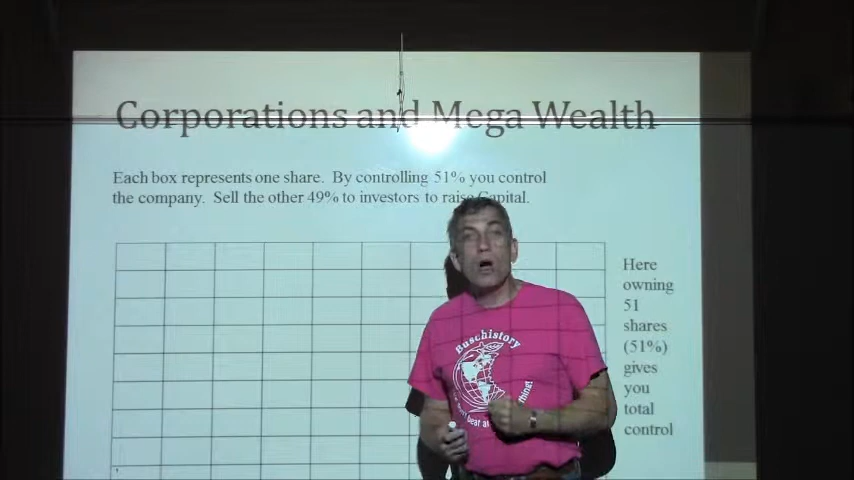 Corporations and Mega Wealth
Each box represents one share. By controlling 51% you control
the company. Sell the other 49% to investors to raise Capital.
Here
owning
51
shares
(51%)
gives
you
total
control
Buschistory